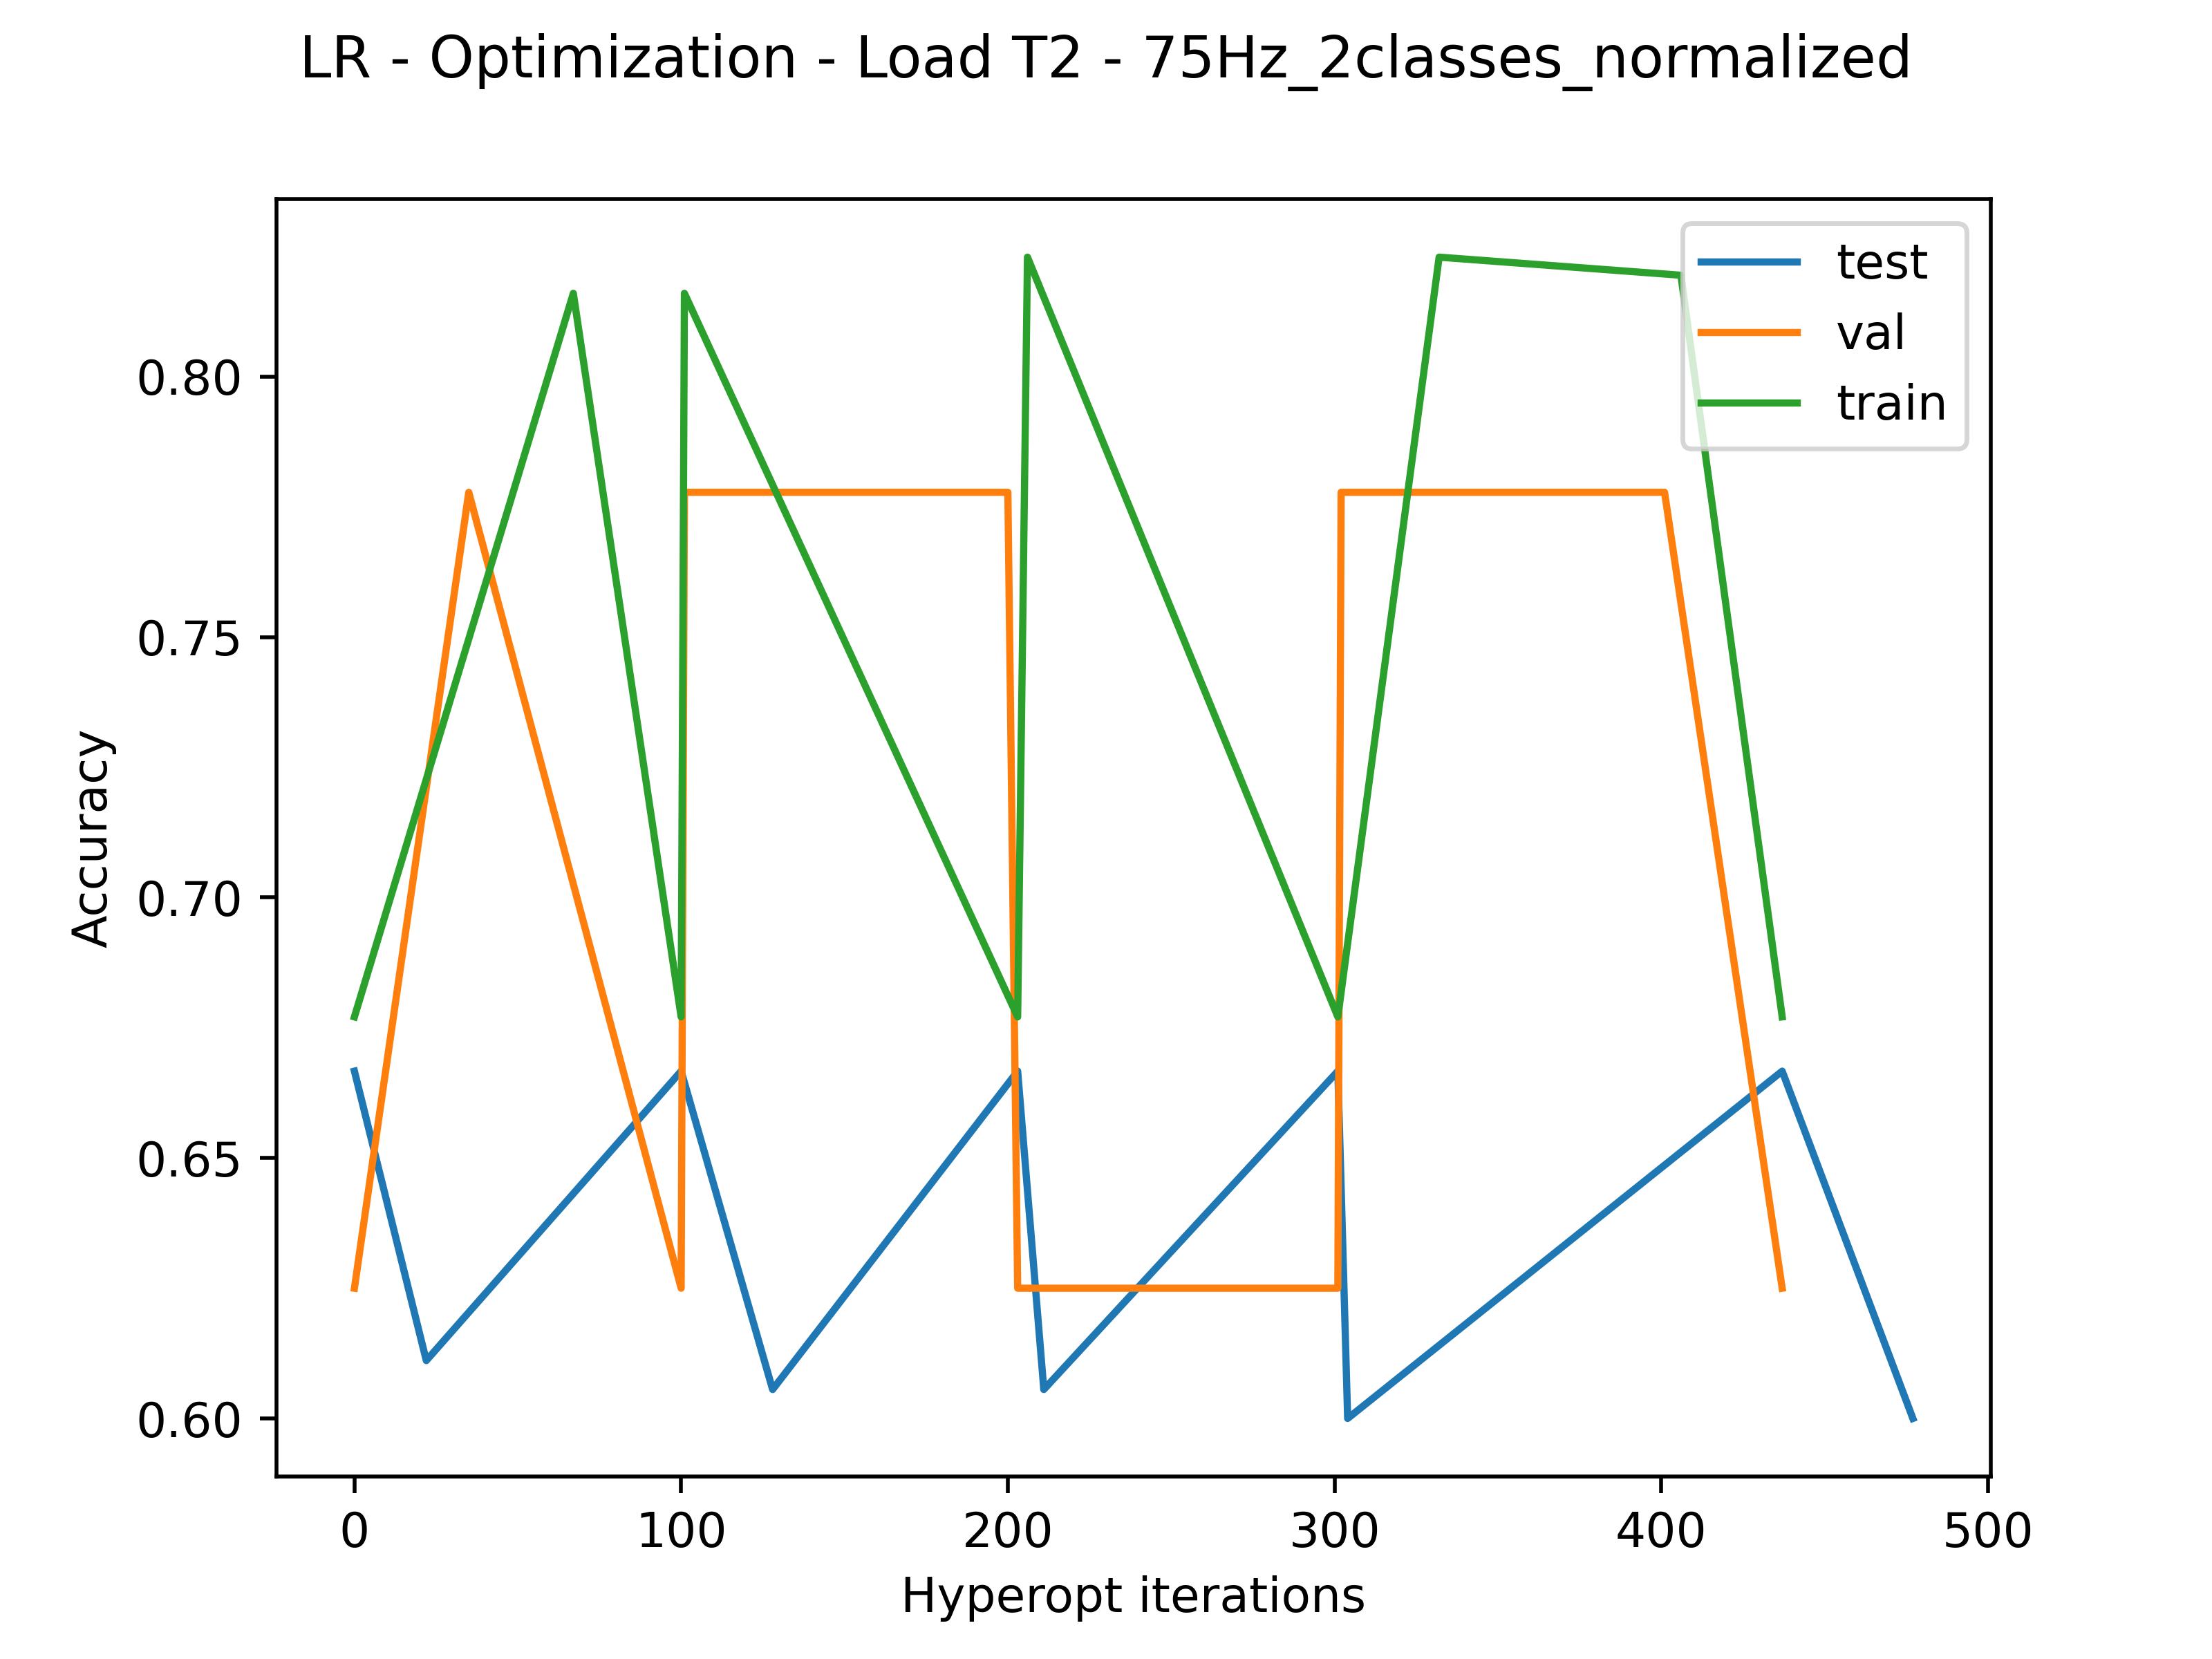 LR - Optimization - Load T2 - 75Hz_2classes_normalized
test
val
train
0.80
0.75
0.70
0.65
0.60
Accuracy
0 100 200 300 400 500
Hyperopt iterations